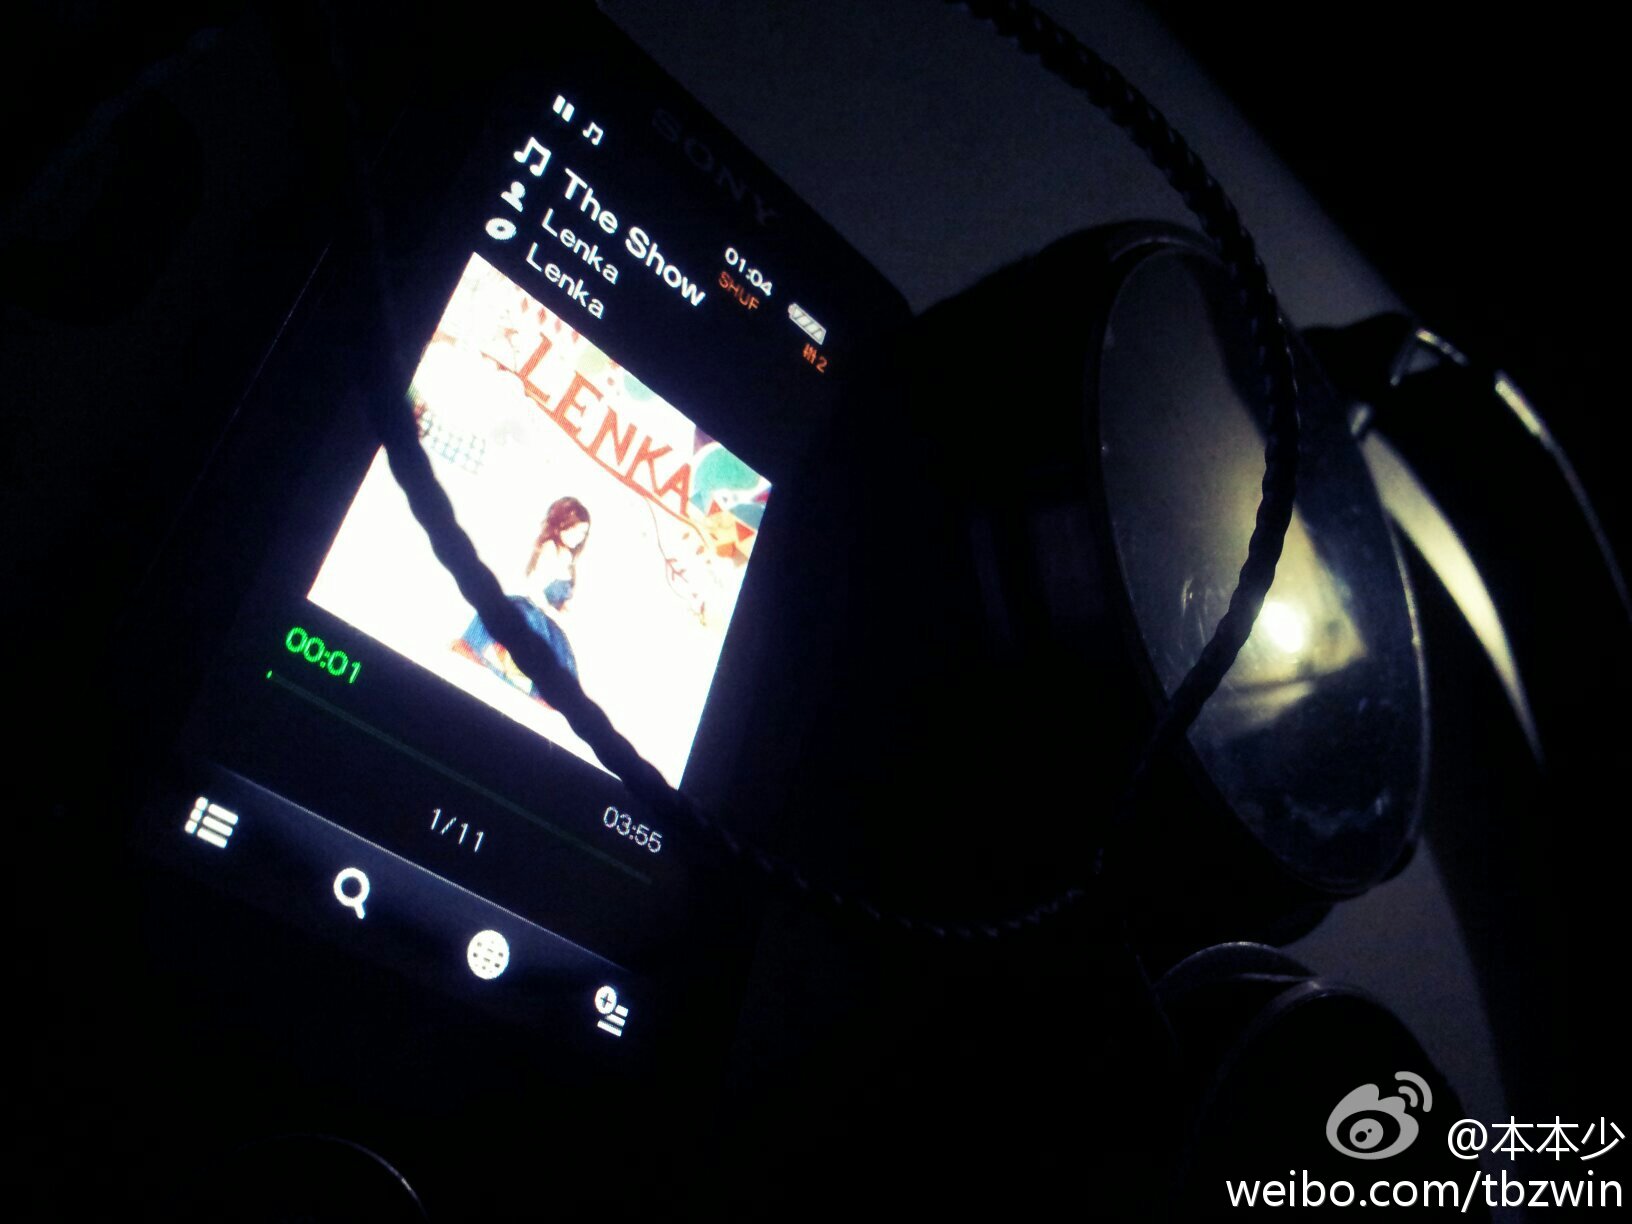 SONY
The Show
Lenka
Lenka
01:04
SHUF
2
LENKA
00:01
1/11
03:55
@本本少
weibo.com/tbzwin